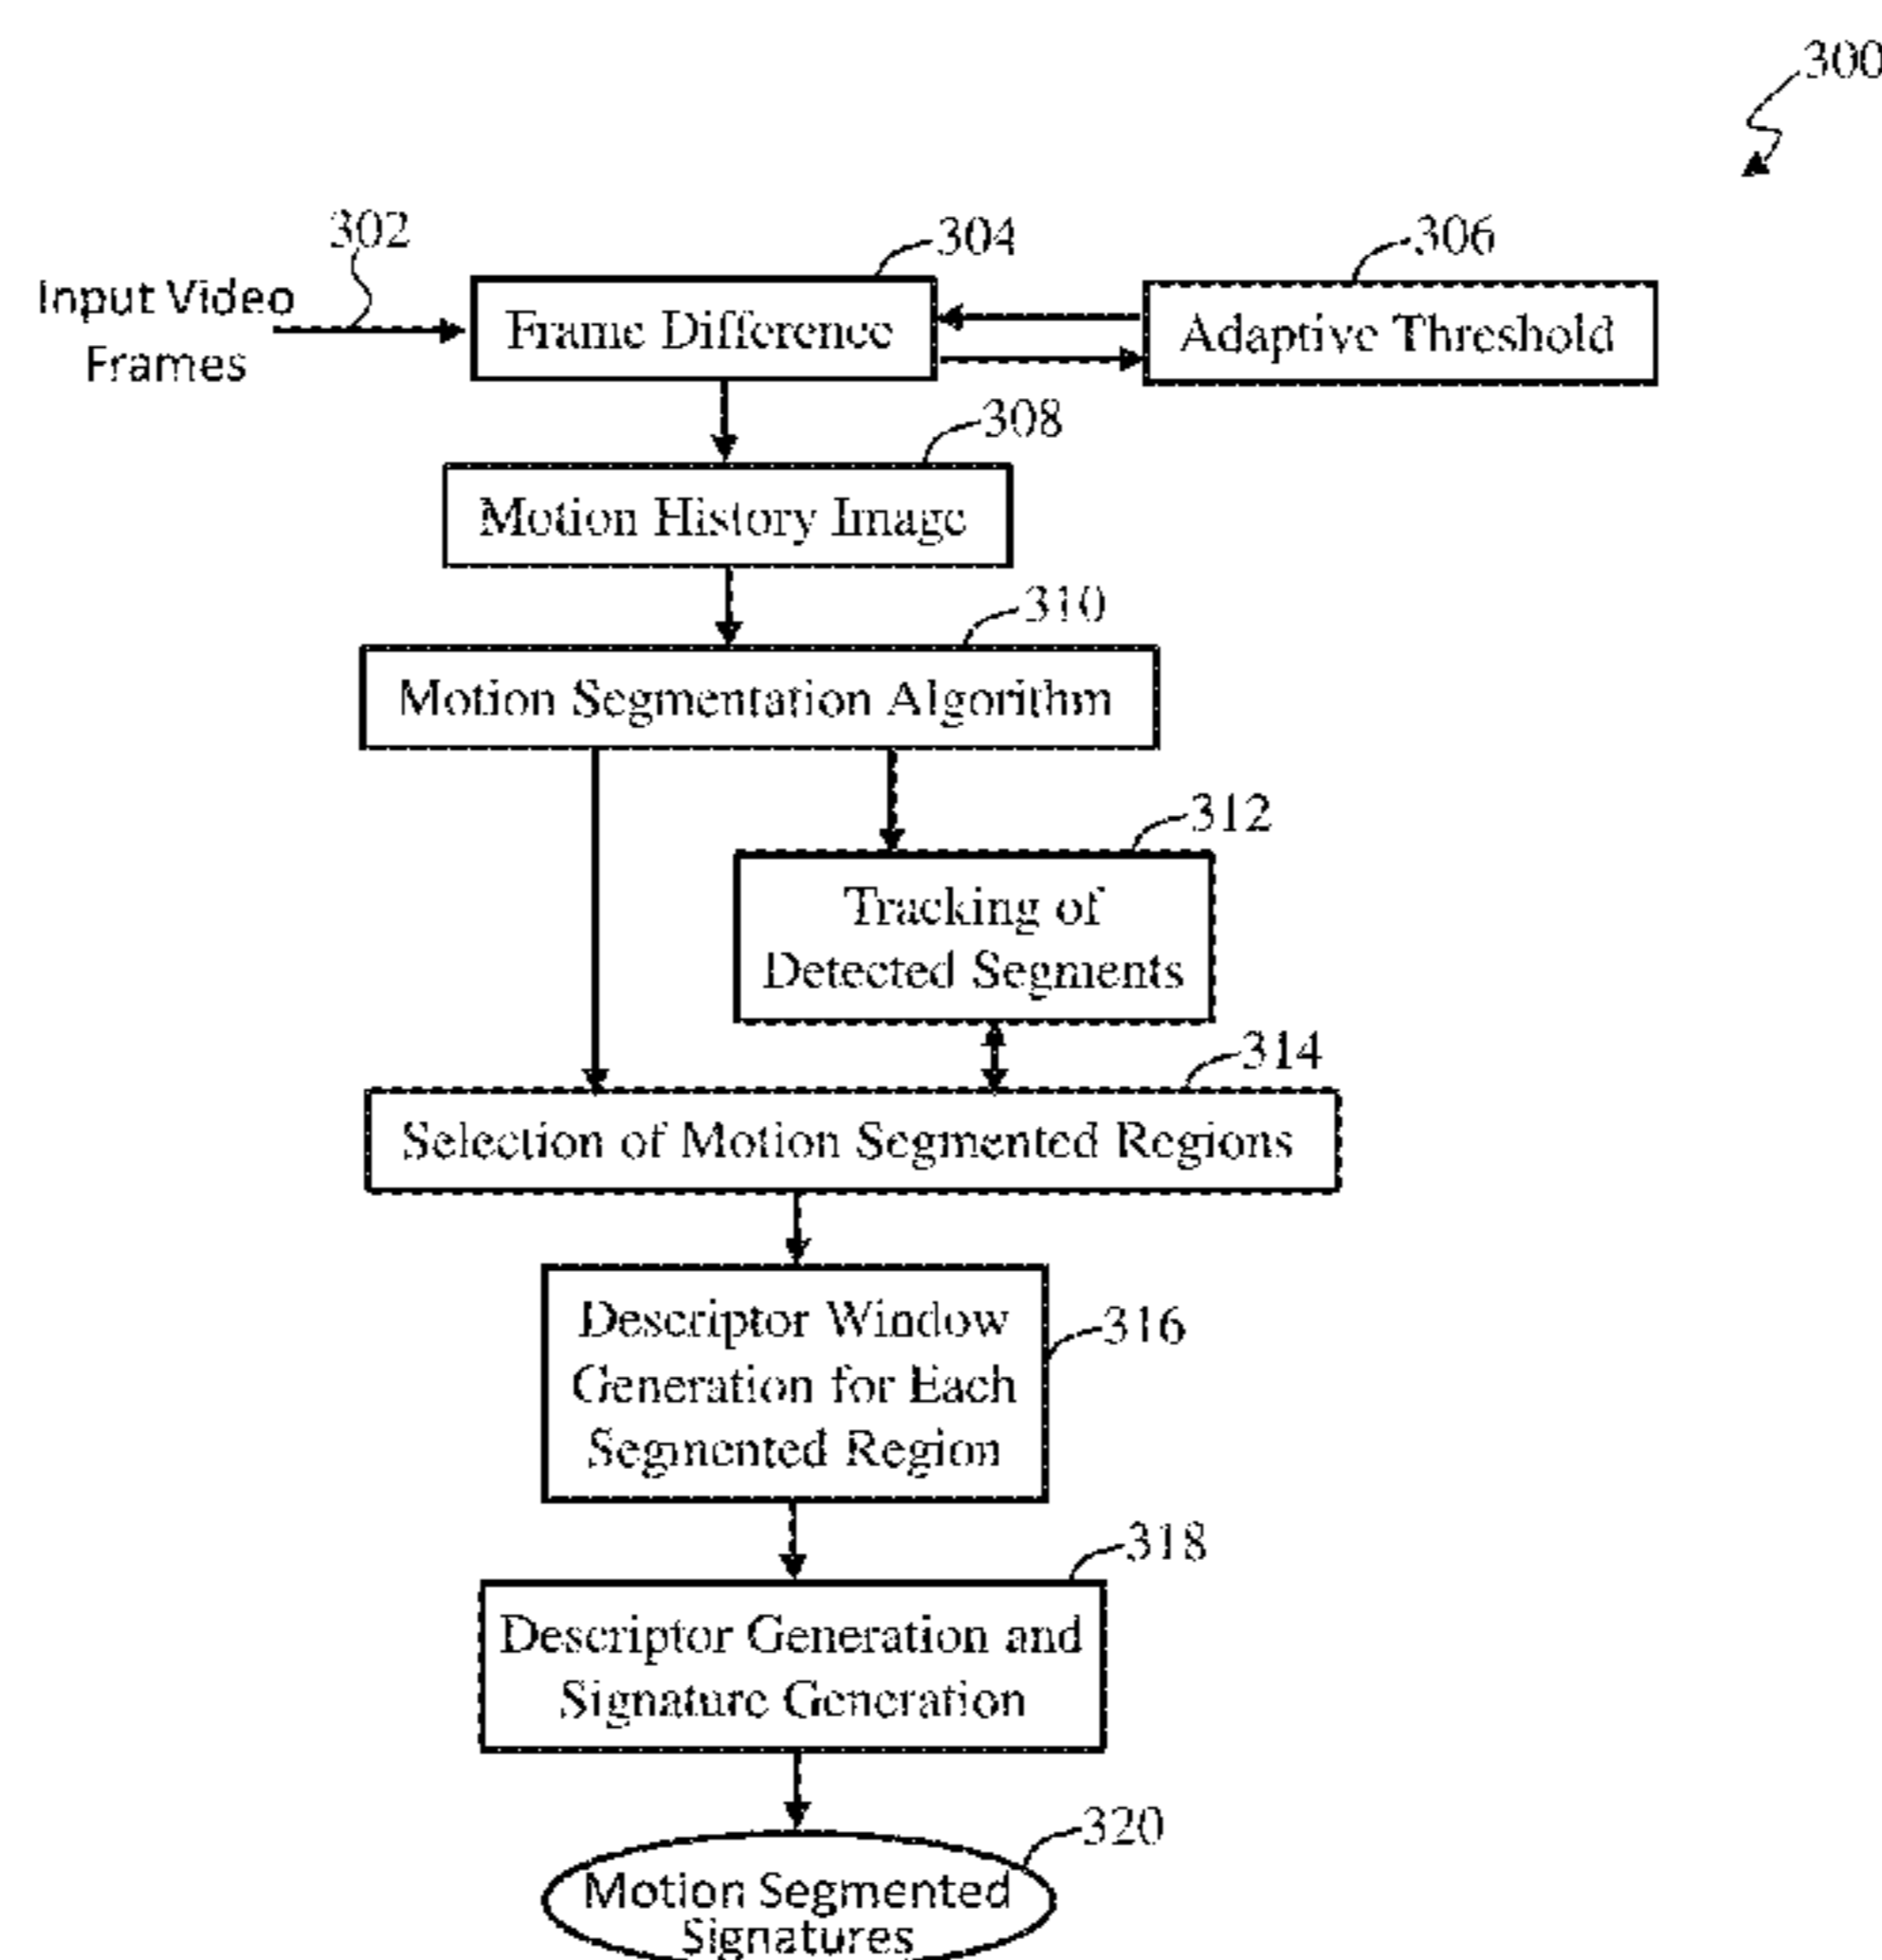 300
302
304
306
Input Video
Frames
Frame Difference
Adaptive Threshold
308
Motion History Image
310
Motion Segmentation Algorithm
312
Tracking of
Detected Segments
314
Selection of Motion Segmented Regions
Descriptor Window
Generation for Each
Segmented Region
316
318
Descriptor Generation and
Signature Generation
320
Motion Segmented
Signatures